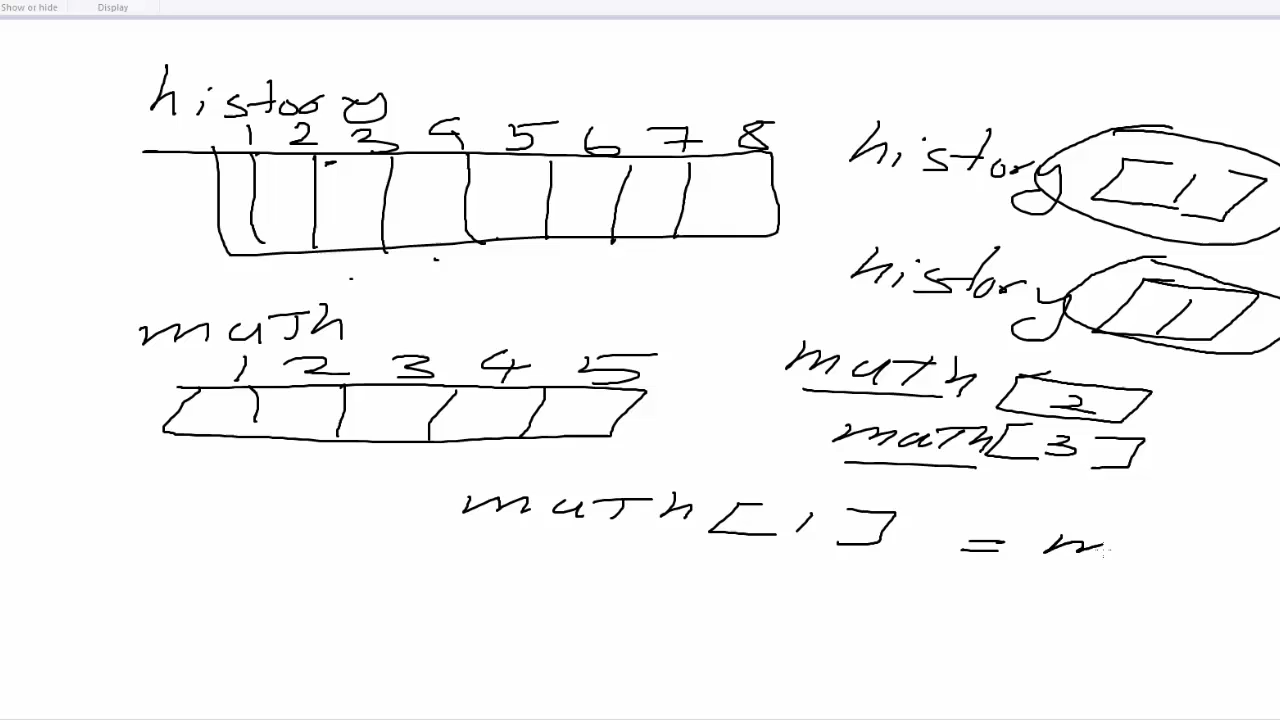 Show or hide Display
history
1 2 3 4 5 6 7 8
history [1]
history [1]
math
1 2 3 4 5
math [2]
math [3]
math [1] = m